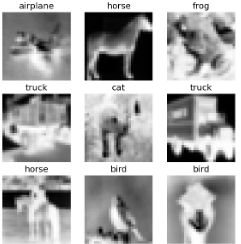 airplane horse frog
truck cat truck
horse bird bird